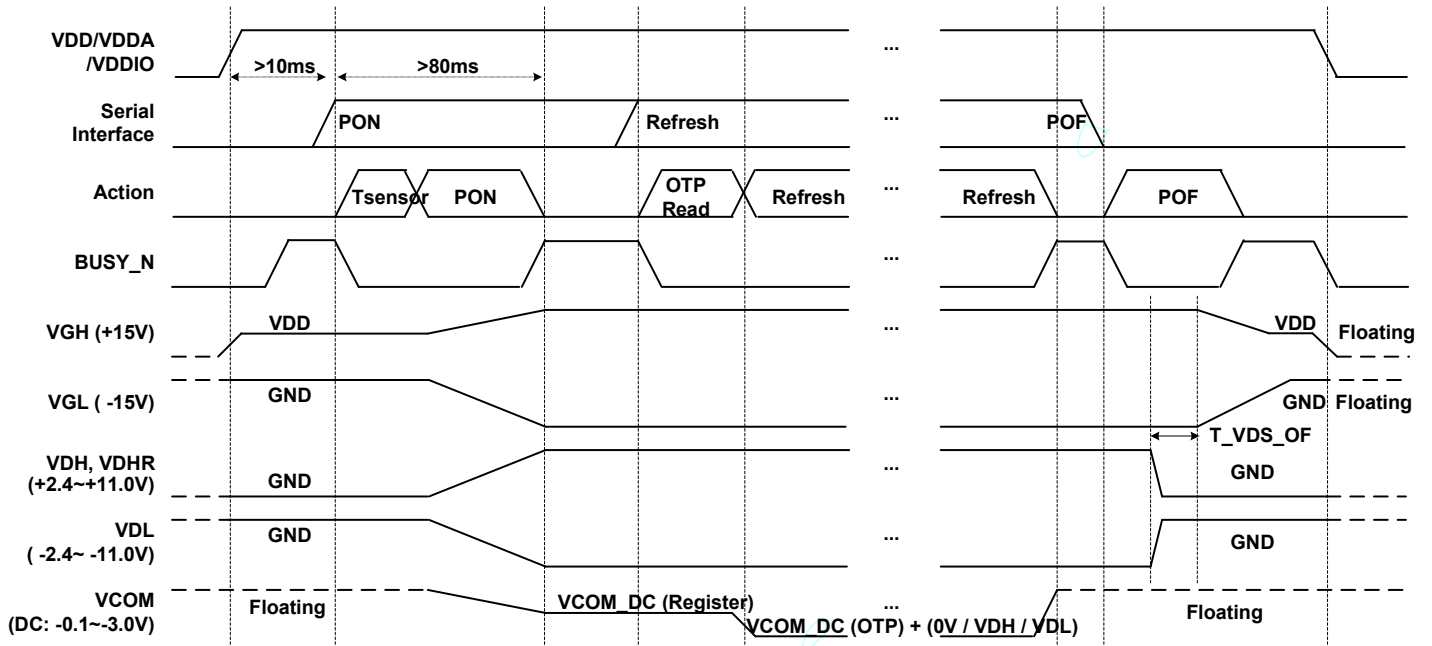 VDD/VDDA
/VDDIO
>10ms
>80ms
...
Serial
Interface
PON
Refresh
...
POF
Action
Tsensor
PON
OTP
Read
Refresh
...
Refresh
POF
BUSY_N
...
VGH (+15V)
VDD
...
VDD
Floating
VGL ( -15V)
GND
...
GND
Floating
T_VDS_OF
VDH, VDHR
(+2.4~+11.0V)
GND
...
GND
VDL
( -2.4~ -11.0V)
GND
...
GND
VCOM
(DC: -0.1~-3.0V)
Floating
VCOM_DC (Register)
...
VCOM_DC (OTP) + (0V / VDH / VDL)
Floating